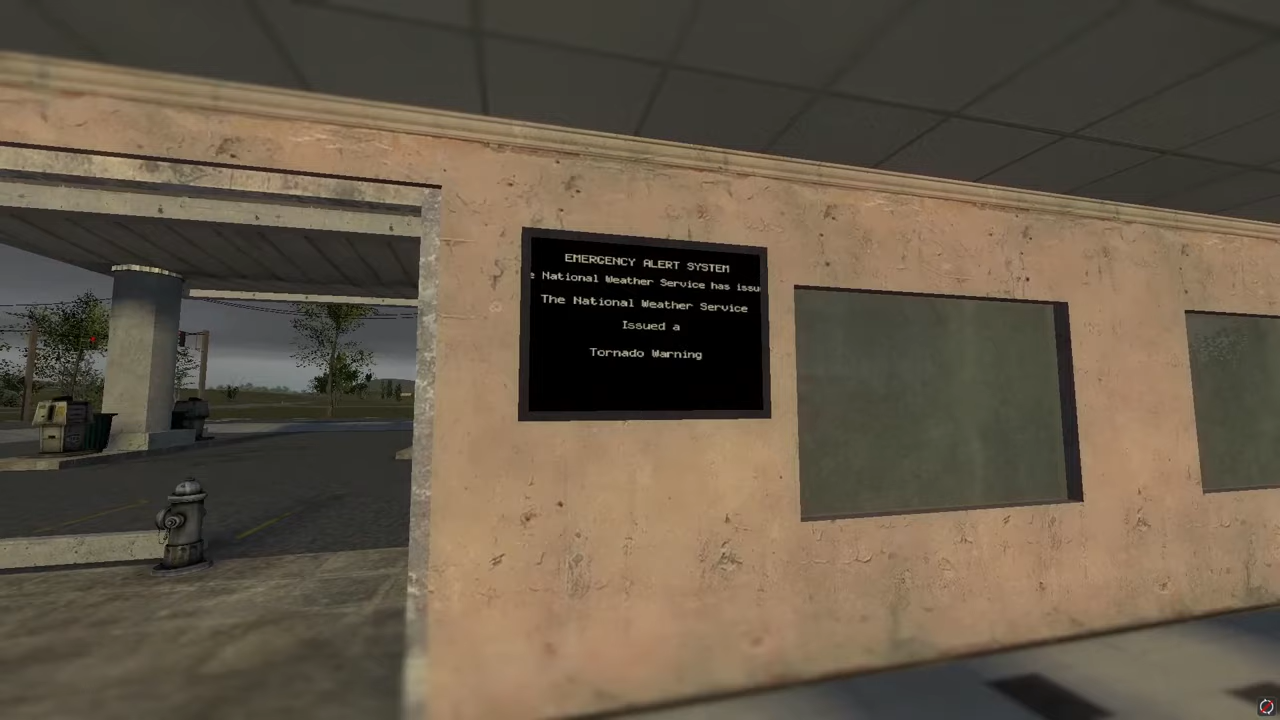 EMERGENCY ALERT SYSTEM
e National Weather Service has issu
The National Weather Service
Issued a
Tornado Warning